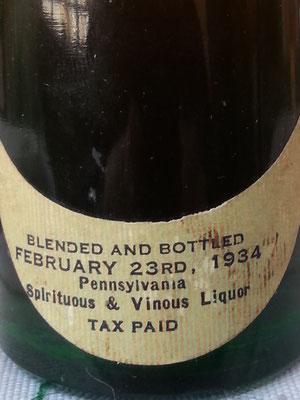 BLENDED AND BOTTLED
FEBRUARY 23RD, 1934
Pennsylvania
Spirituous & Vinous Liquor
TAX PAID